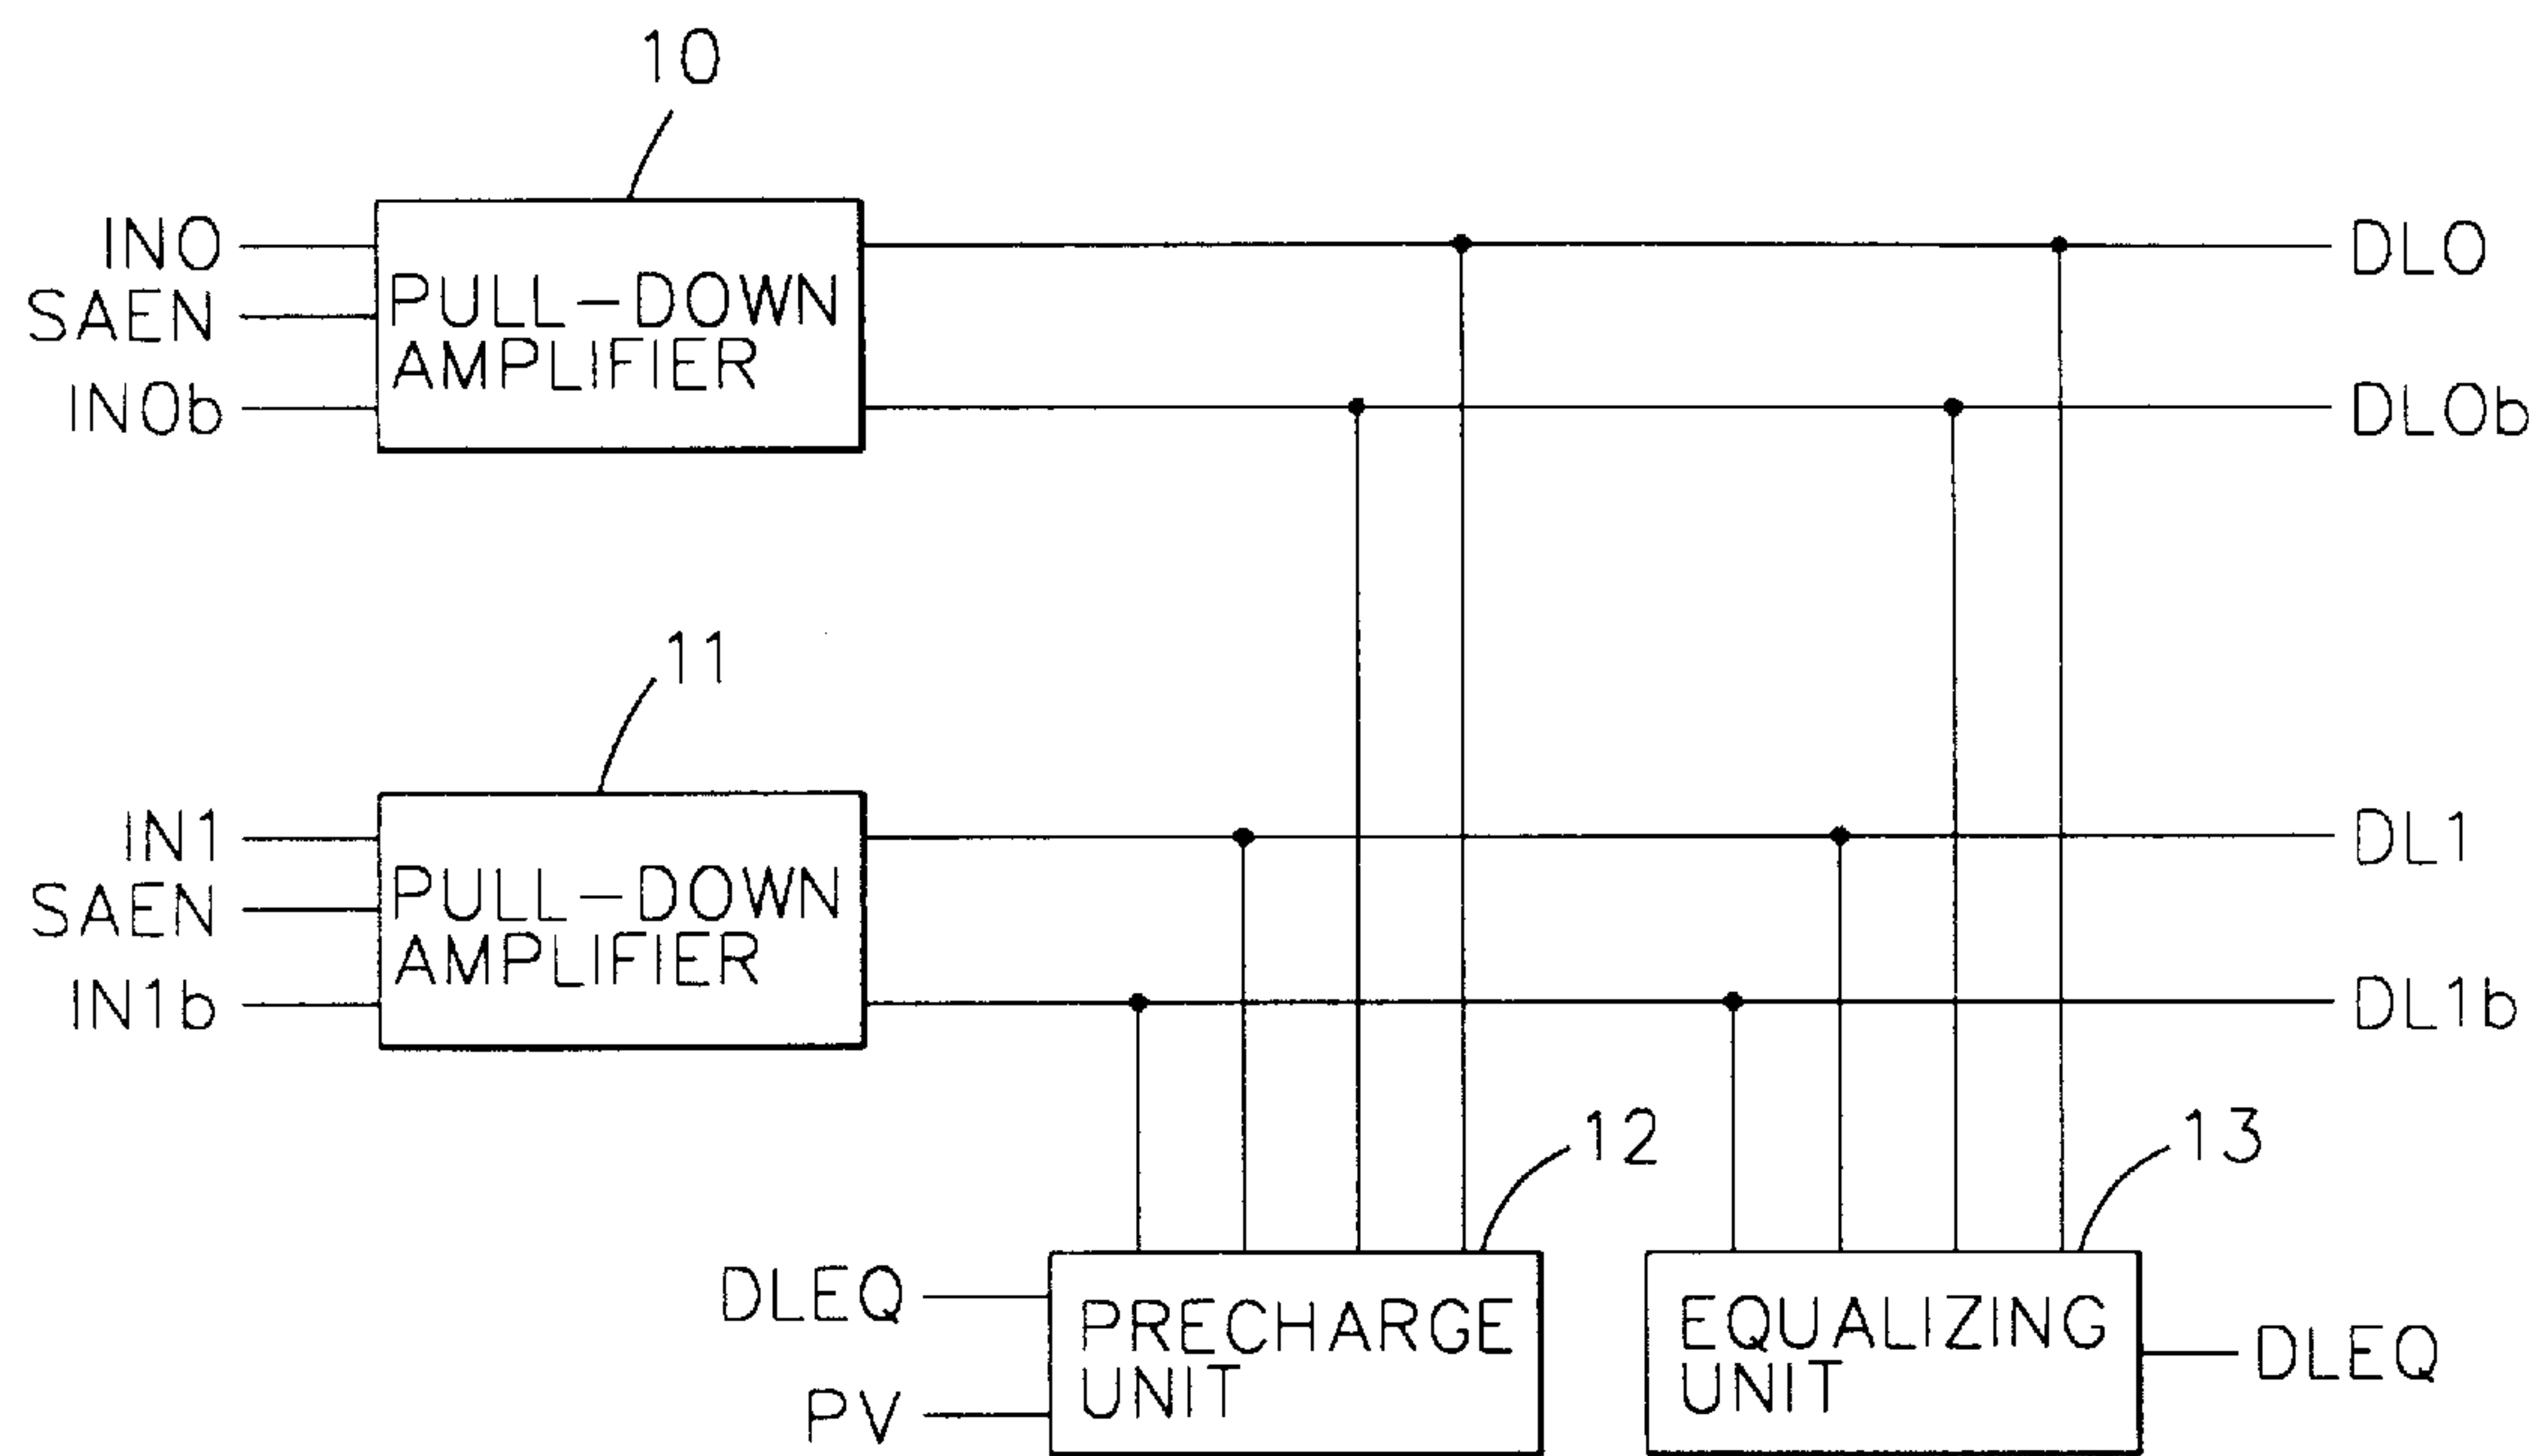 10
IN0
SAEN
IN0b
PULL-DOWN
AMPLIFIER
DL0
DL0b
11
IN1
SAEN
IN1b
PULL-DOWN
AMPLIFIER
DL1
DL1b
12
13
DLEQ
PV
PRECHARGE
UNIT
EQUALIZING
UNIT
DLEQ